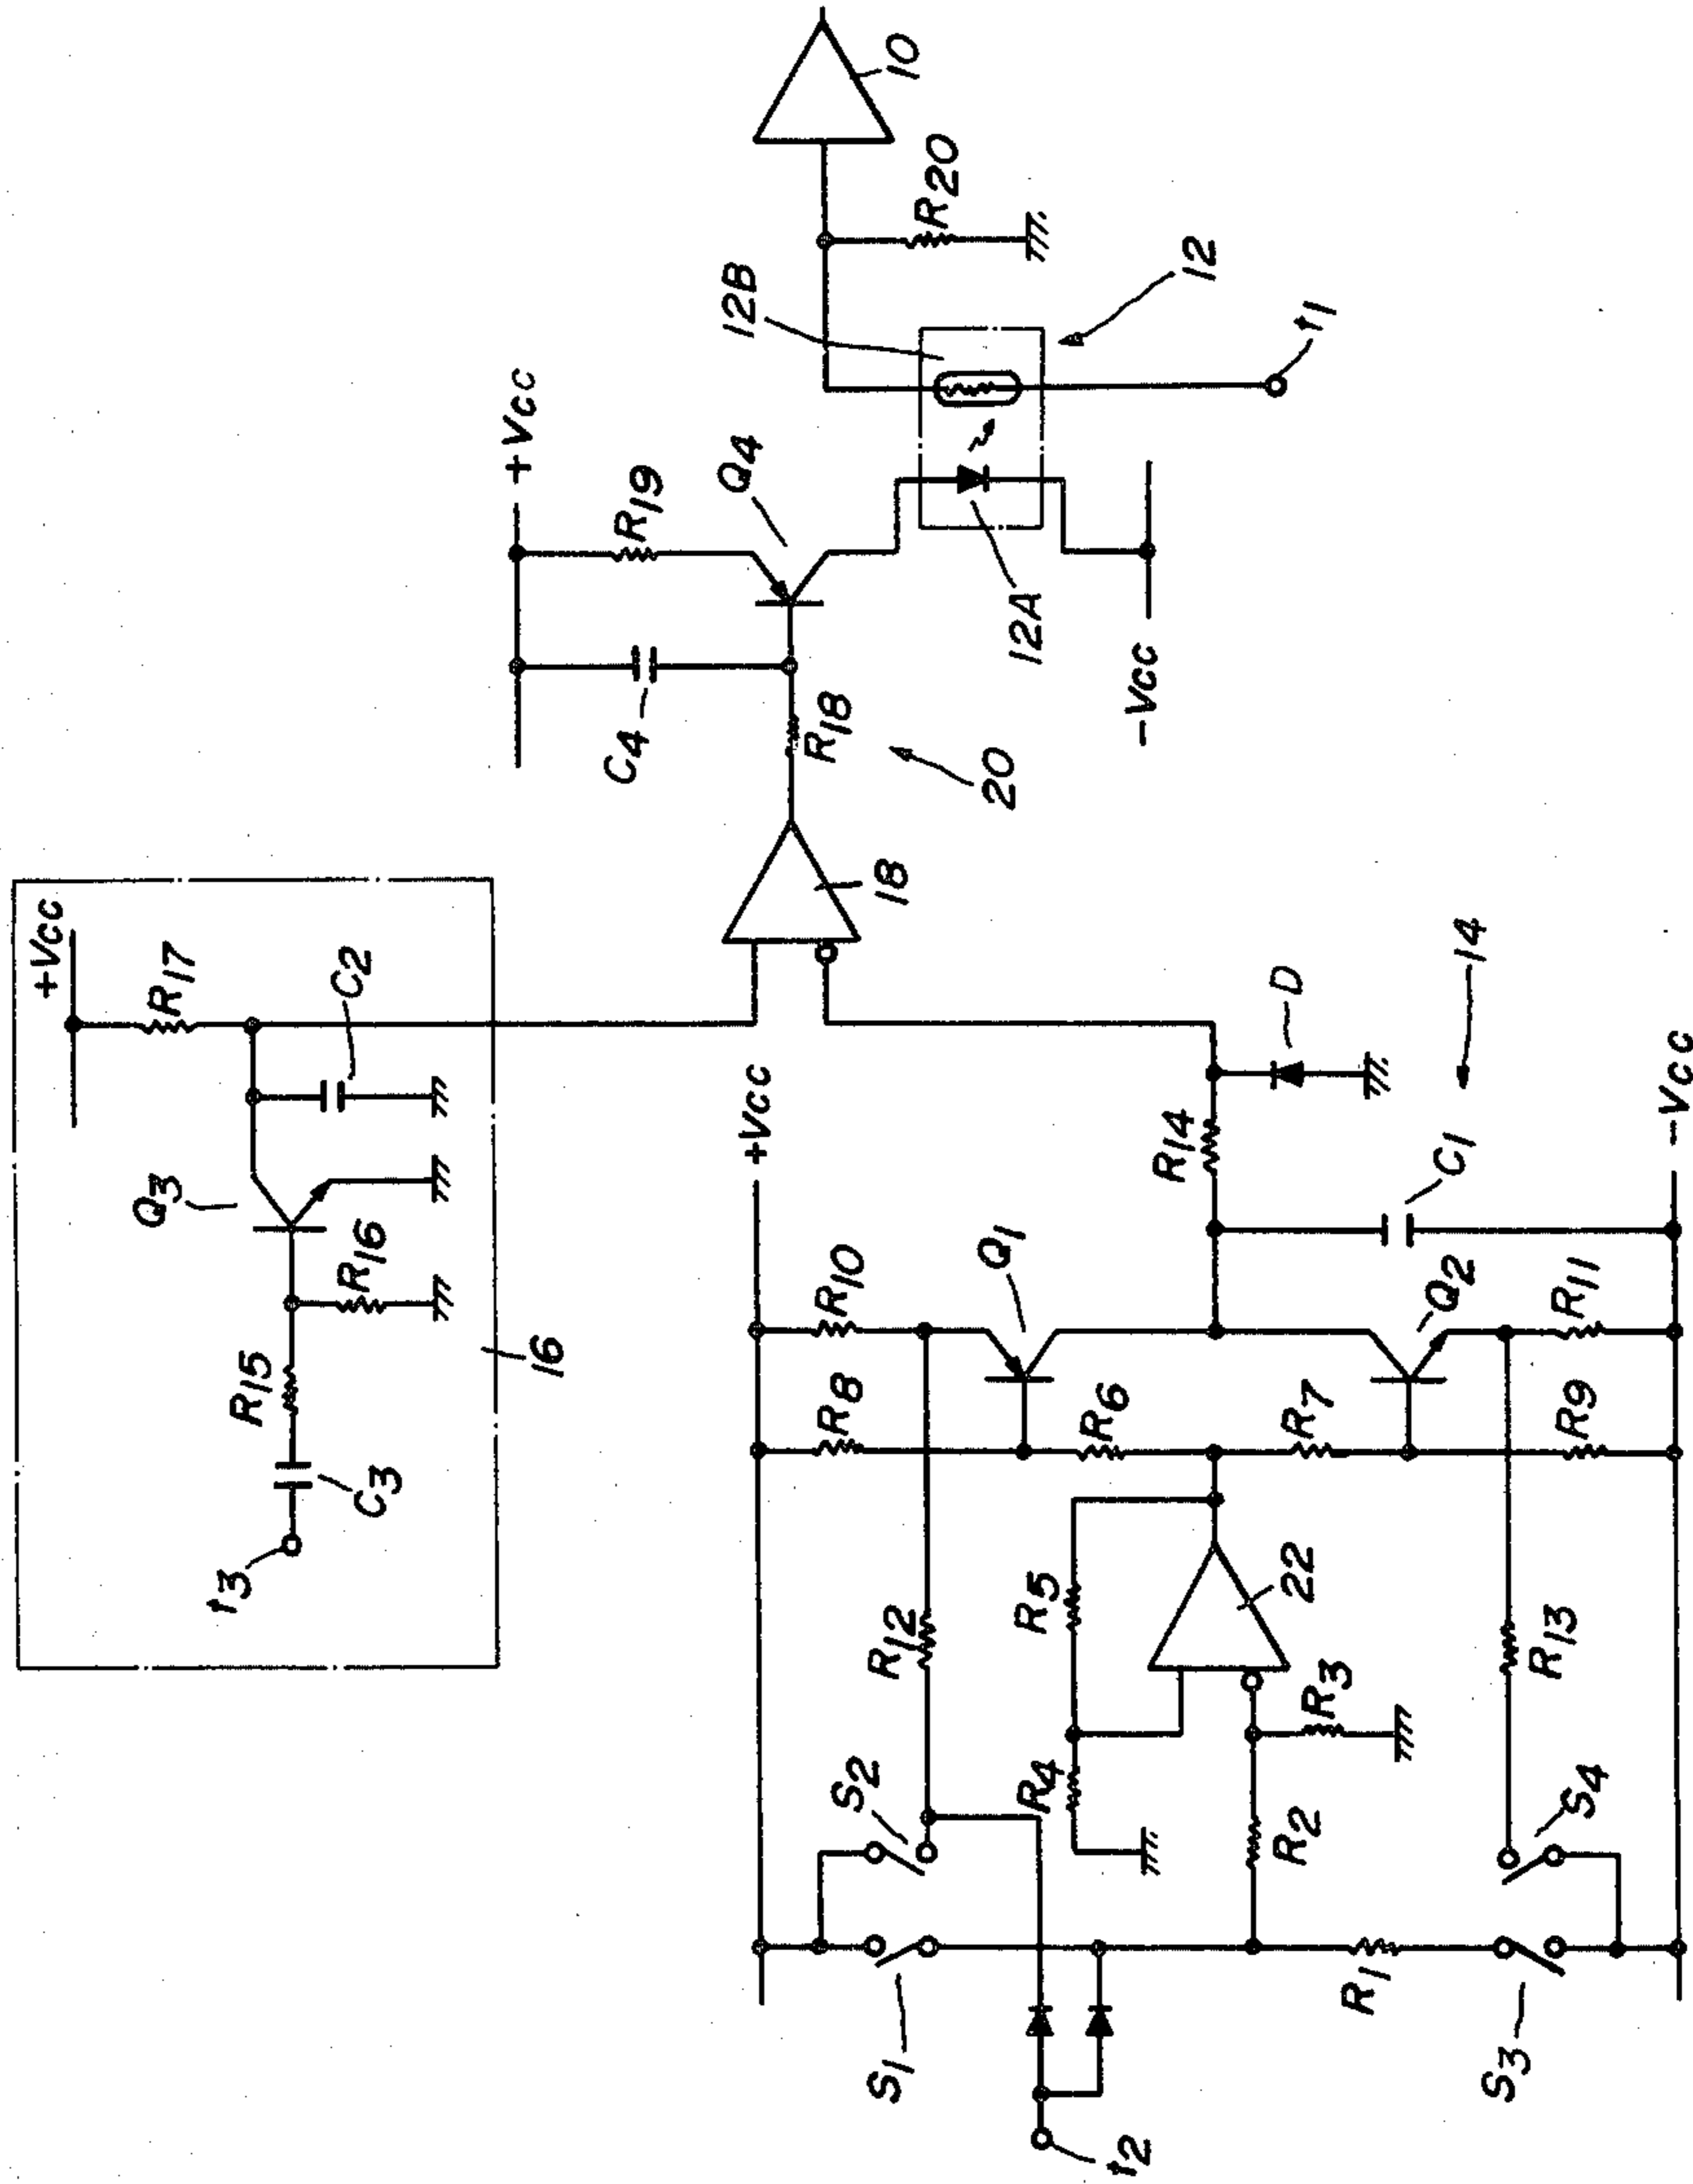 +Vcc
R17
C2
Q3
R16
R15
C3
t3
16
+Vcc
R19
Q4
C4
R18
20
18
12A
-Vcc
12B
12
t1
R20
10
+Vcc
R10
R8
Q1
R6
R12
R5
R4
S2
S1
22
R7
R3
R2
R14
D
14
C1
Q2
R11
R9
R13
S4
R1
S3
t2
-Vcc